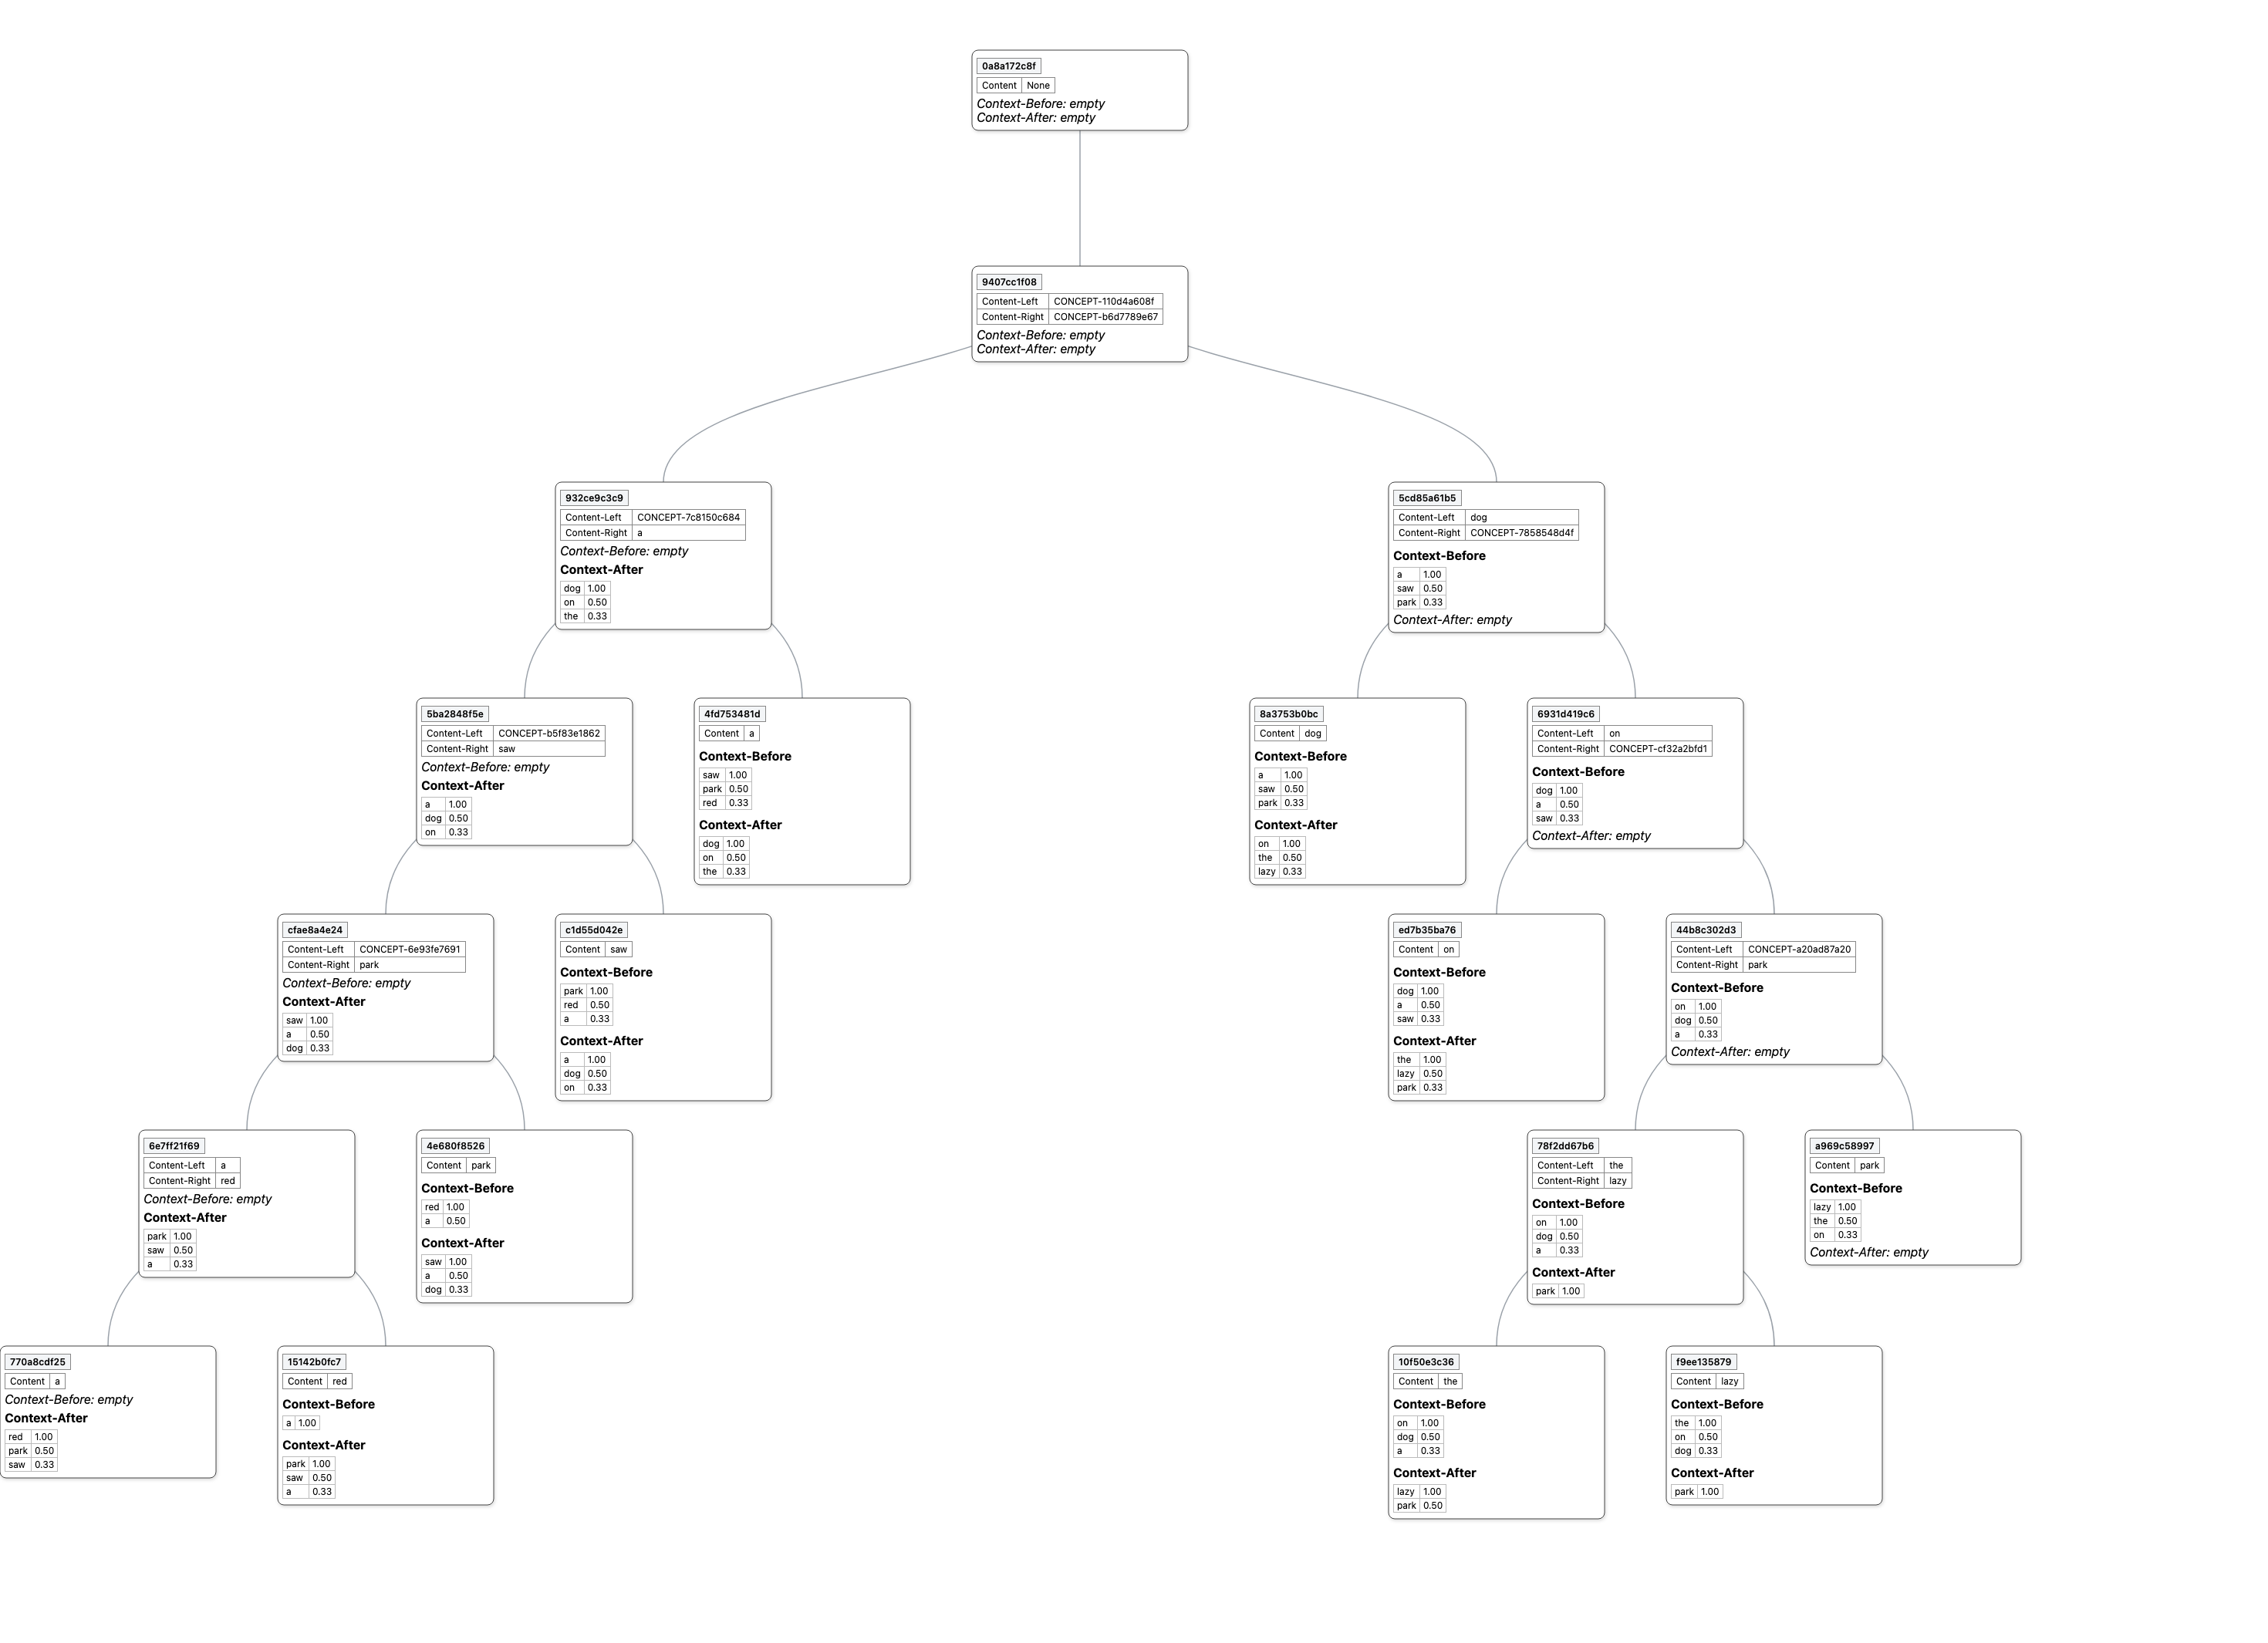 0a8a172c8f
Content None
Context-Before: empty
Context-After: empty
9407cc1f08
Content-Left CONCEPT-110d4a608f
Content-Right CONCEPT-b6d7789e67
Context-Before: empty
Context-After: empty
932ce9c3c9
Content-Left CONCEPT-7c8150c684
Content-Right a
Context-Before: empty
Context-After
dog 1.00
on 0.50
the 0.33
5cd85a61b5
Content-Left dog
Content-Right CONCEPT-7858548d4f
Context-Before
a 1.00
saw 0.50
park 0.33
Context-After: empty
5ba2848f5e
Content-Left CONCEPT-b5f83e1862
Content-Right saw
Context-Before: empty
Context-After
a 1.00
dog 0.50
on 0.33
4fd753481d
Content a
Context-Before
saw 1.00
park 0.50
red 0.33
Context-After
dog 1.00
on 0.50
the 0.33
8a3753b0bc
Content dog
Context-Before
a 1.00
saw 0.50
park 0.33
Context-After
on 1.00
the 0.50
lazy 0.33
6931d419c6
Content-Left on
Content-Right CONCEPT-cf32a2bfd1
Context-Before
dog 1.00
a 0.50
saw 0.33
Context-After: empty
cfae8a4e24
Content-Left CONCEPT-6e93fe7691
Content-Right park
Context-Before: empty
Context-After
saw 1.00
a 0.50
dog 0.33
c1d55d042e
Content saw
Context-Before
park 1.00
red 0.50
a 0.33
Context-After
a 1.00
dog 0.50
on 0.33
ed7b35ba76
Content on
Context-Before
dog 1.00
a 0.50
saw 0.33
Context-After
the 1.00
lazy 0.50
park 0.33
44b8c302d3
Content-Left CONCEPT-a20ad87a20
Content-Right park
Context-Before
on 1.00
dog 0.50
a 0.33
Context-After: empty
6e7ff21f69
Content-Left a
Content-Right red
Context-Before: empty
Context-After
park 1.00
saw 0.50
a 0.33
4e680f8526
Content park
Context-Before
red 1.00
a 0.50
Context-After
saw 1.00
a 0.50
dog 0.33
78f2dd67b6
Content-Left the
Content-Right lazy
Context-Before
on 1.00
dog 0.50
a 0.33
Context-After
park 1.00
a969c58997
Content park
Context-Before
lazy 1.00
the 0.50
on 0.33
Context-After: empty
770a8cdf25
Content a
Context-Before: empty
Context-After
red 1.00
park 0.50
saw 0.33
15142b0fc7
Content red
Context-Before
a 1.00
Context-After
park 1.00
saw 0.50
a 0.33
10f50e3c36
Content the
Context-Before
on 1.00
dog 0.50
a 0.33
Context-After
lazy 1.00
park 0.50
f9ee135879
Content lazy
Context-Before
the 1.00
on 0.50
dog 0.33
Context-After
park 1.00